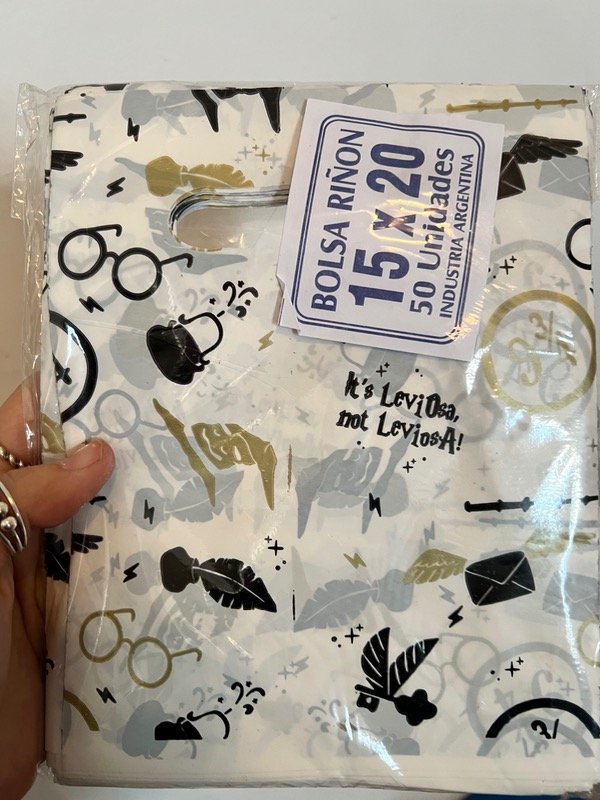 BOLSA RIÑON
15 x 20
50 Unidades
INDUSTRIA ARGENTINA
It's LeviOsa,
not LeviosA!